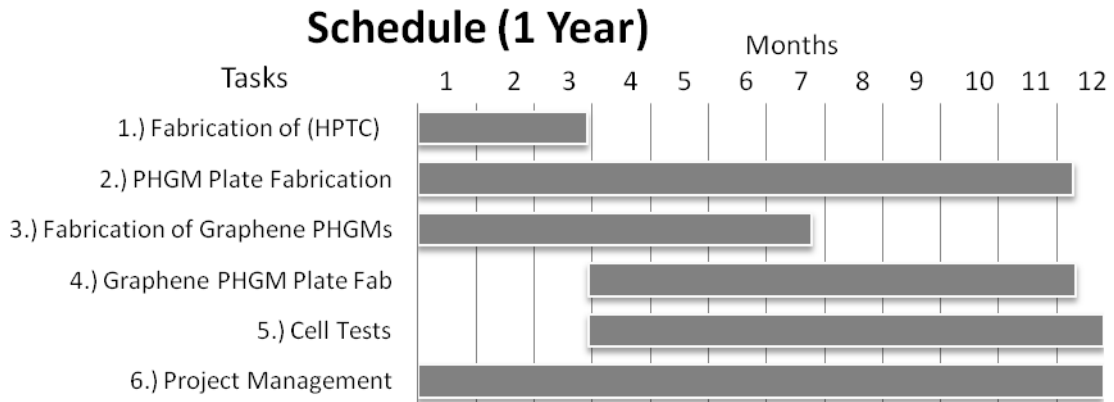 Schedule (1 Year)
Months
Tasks 1 2 3 4 5 6 7 8 9 10 11 12
1.) Fabrication of (HPTC)
2.) PHGM Plate Fabrication
3.) Fabrication of Graphene PHGMs
4.) Graphene PHGM Plate Fab
5.) Cell Tests
6.) Project Management